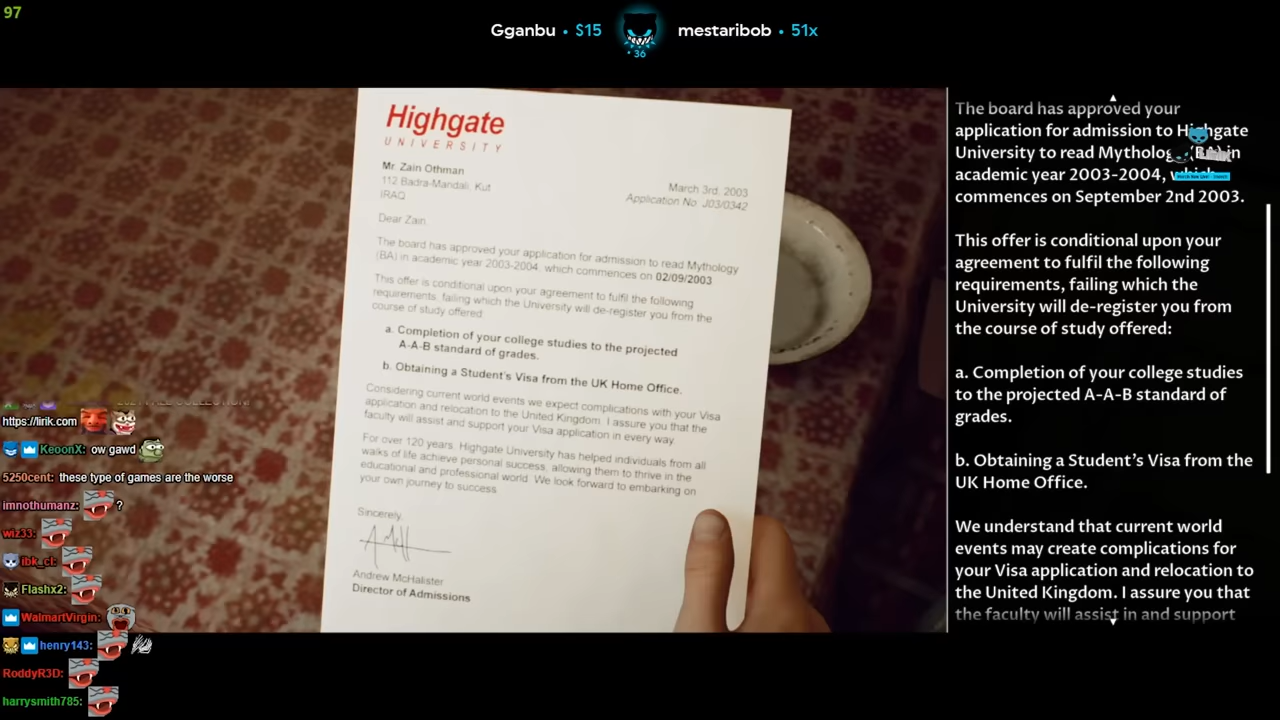 97
Gganbu • $15
mestaribob • 51x
• 36
Highgate
UNIVERSITY
Mr. Zain Othman
112 Badra-Mandali, Kut
IRAQ
March 3rd, 2003
Application No. J03/0342
Dear Zain,
The board has approved your application for admission to read Mythology
(BA) in academic year 2003-2004, which commences on 02/09/2003
This offer is conditional upon your agreement to fulfil the following
requirements, failing which the University will de-register you from the
course of study offered:
a. Completion of your college studies to the projected
A-A-B standard of grades.
b. Obtaining a Student's Visa from the UK Home Office.
Considering current world events we expect complications with your Visa
application and relocation to the United Kingdom. I assure you that the
faculty will assist and support your Visa application in every way.
For over 120 years, Highgate University has helped individuals from all
walks of life achieve personal success, allowing them to thrive in the
educational and professional world. We look forward to embarking on
your own journey to success.
Sincerely,
Andrew McHalister
Director of Admissions
The board has approved your
application for admission to Highgate
University to read Mythology (BA) in
academic year 2003-2004, which
commences on September 2nd 2003.
This offer is conditional upon your
agreement to fulfil the following
requirements, failing which the
University will de-register you from
the course of study offered:
a. Completion of your college studies
to the projected A-A-B standard of
grades.
b. Obtaining a Student's Visa from the
UK Home Office.
We understand that current world
events may create complications for
your Visa application and relocation to
the United Kingdom. I assure you that
the faculty will assist in and support
https://lirik.com
KeoonX: ow gawd
5250cent: these type of games are the worse
imnothumanz: ?
wiz33:
ibk_cl:
Flashx2:
WalmartVirgin:
henry143:
RoddyR3D:
harrysmith785: